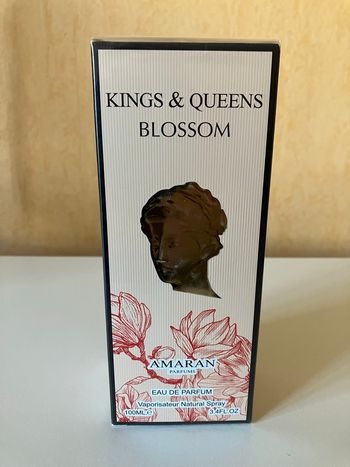 KINGS & QUEENS
BLOSSOM
AMARAN
PARFUMS
EAU DE PARFUM
Vaporisateur Natural Spray
100ML ℮ 3.4FL.OZ